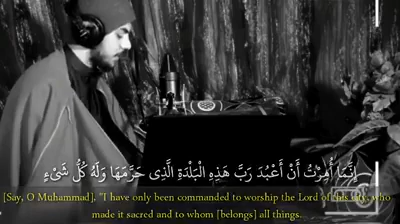 إِنَّمَا أُمِرْتُ أَنْ أَعْبُدَ رَبَّ هَذِهِ الْبَلْدَةِ الَّذِي حَرَّمَهَا وَلَهُ كُلُّ شَيْءٍ
[Say, O Muhammad], "I have only been commanded to worship the Lord of this city, who
made it sacred and to whom [belongs] all things.